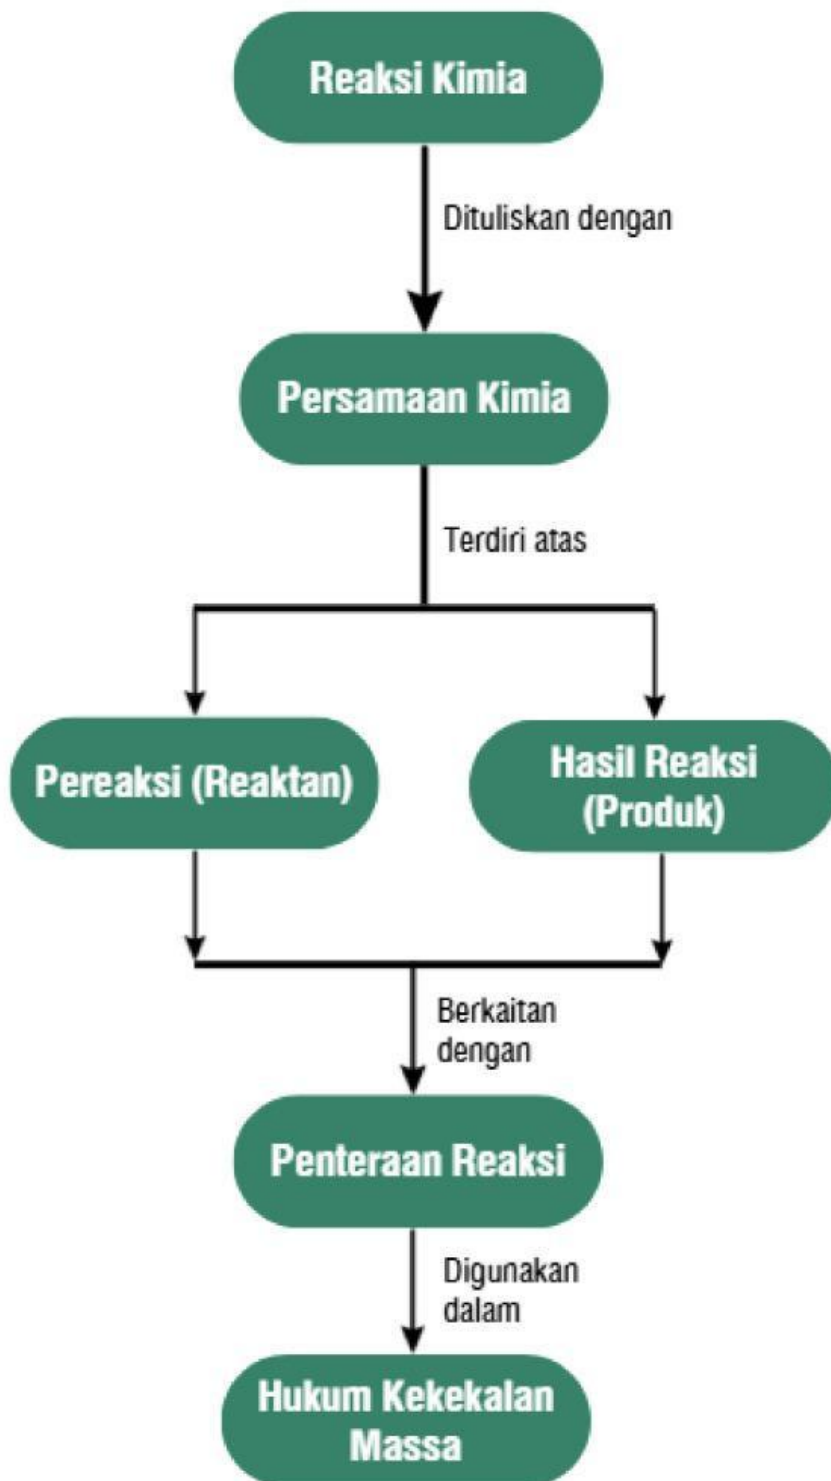 Reaksi Kimia
Dituliskan dengan
Persamaan Kimia
Terdiri atas
Pereaksi (Reaktan)
Hasil Reaksi
(Produk)
Berkaitan
dengan
Penteraan Reaksi
Digunakan
dalam
Hukum Kekekalan
Massa